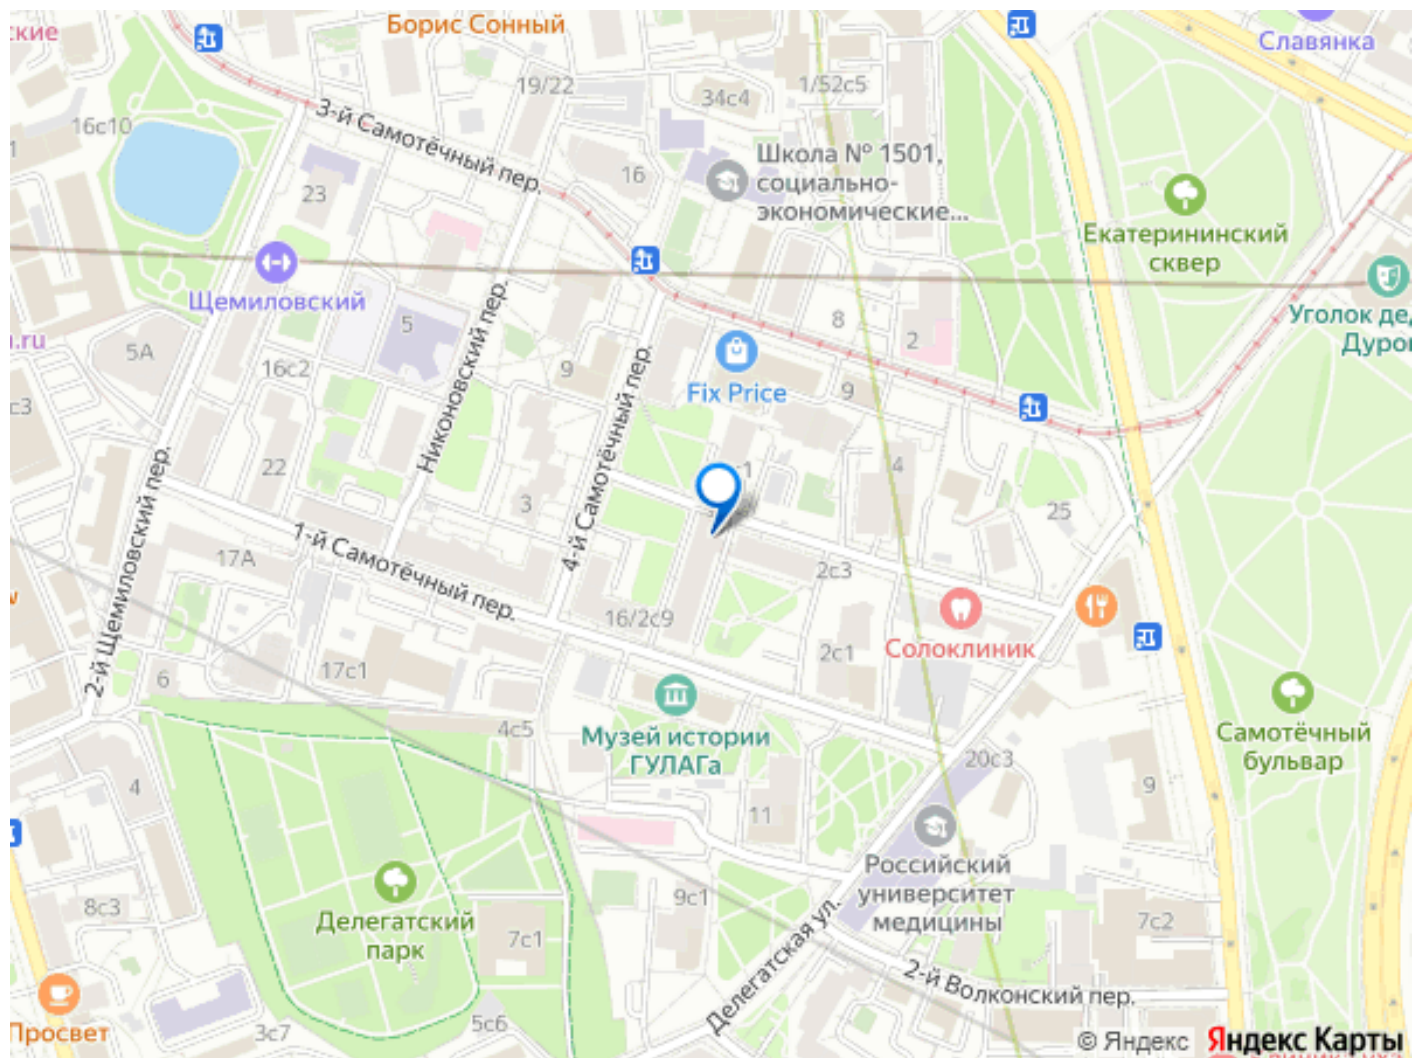 ские
Борис Сонный
Славянка
19/22
34с4
1/52с5
16с10
1
3-й Самотёчный пер.
Школа № 1501,
социально-
экономические...
16
23
Екатерининский
сквер
Щемиловский
Уголок де
Дуро
u.ru
5А
5
8
2
16с2
9
Fix Price
9
с3
Никоновский пер.
4-й Самотёчный пер.
22
3
4
25
2-й Щемиловский пер.
1-й Самотёчный пер.
17А
2с3
16/2с9
Солоклиник
2с1
17с1
6
4с5
Музей истории
ГУЛАГа
Самотёчный
бульвар
20с3
4
11
9
Российский
университет
медицины
9с1
8с3
Делегатский
парк
7с1
7с2
Делегатская ул.
2-й Волконский пер.
Просвет
3с7
5с6
© Яндекс Яндекс Карты